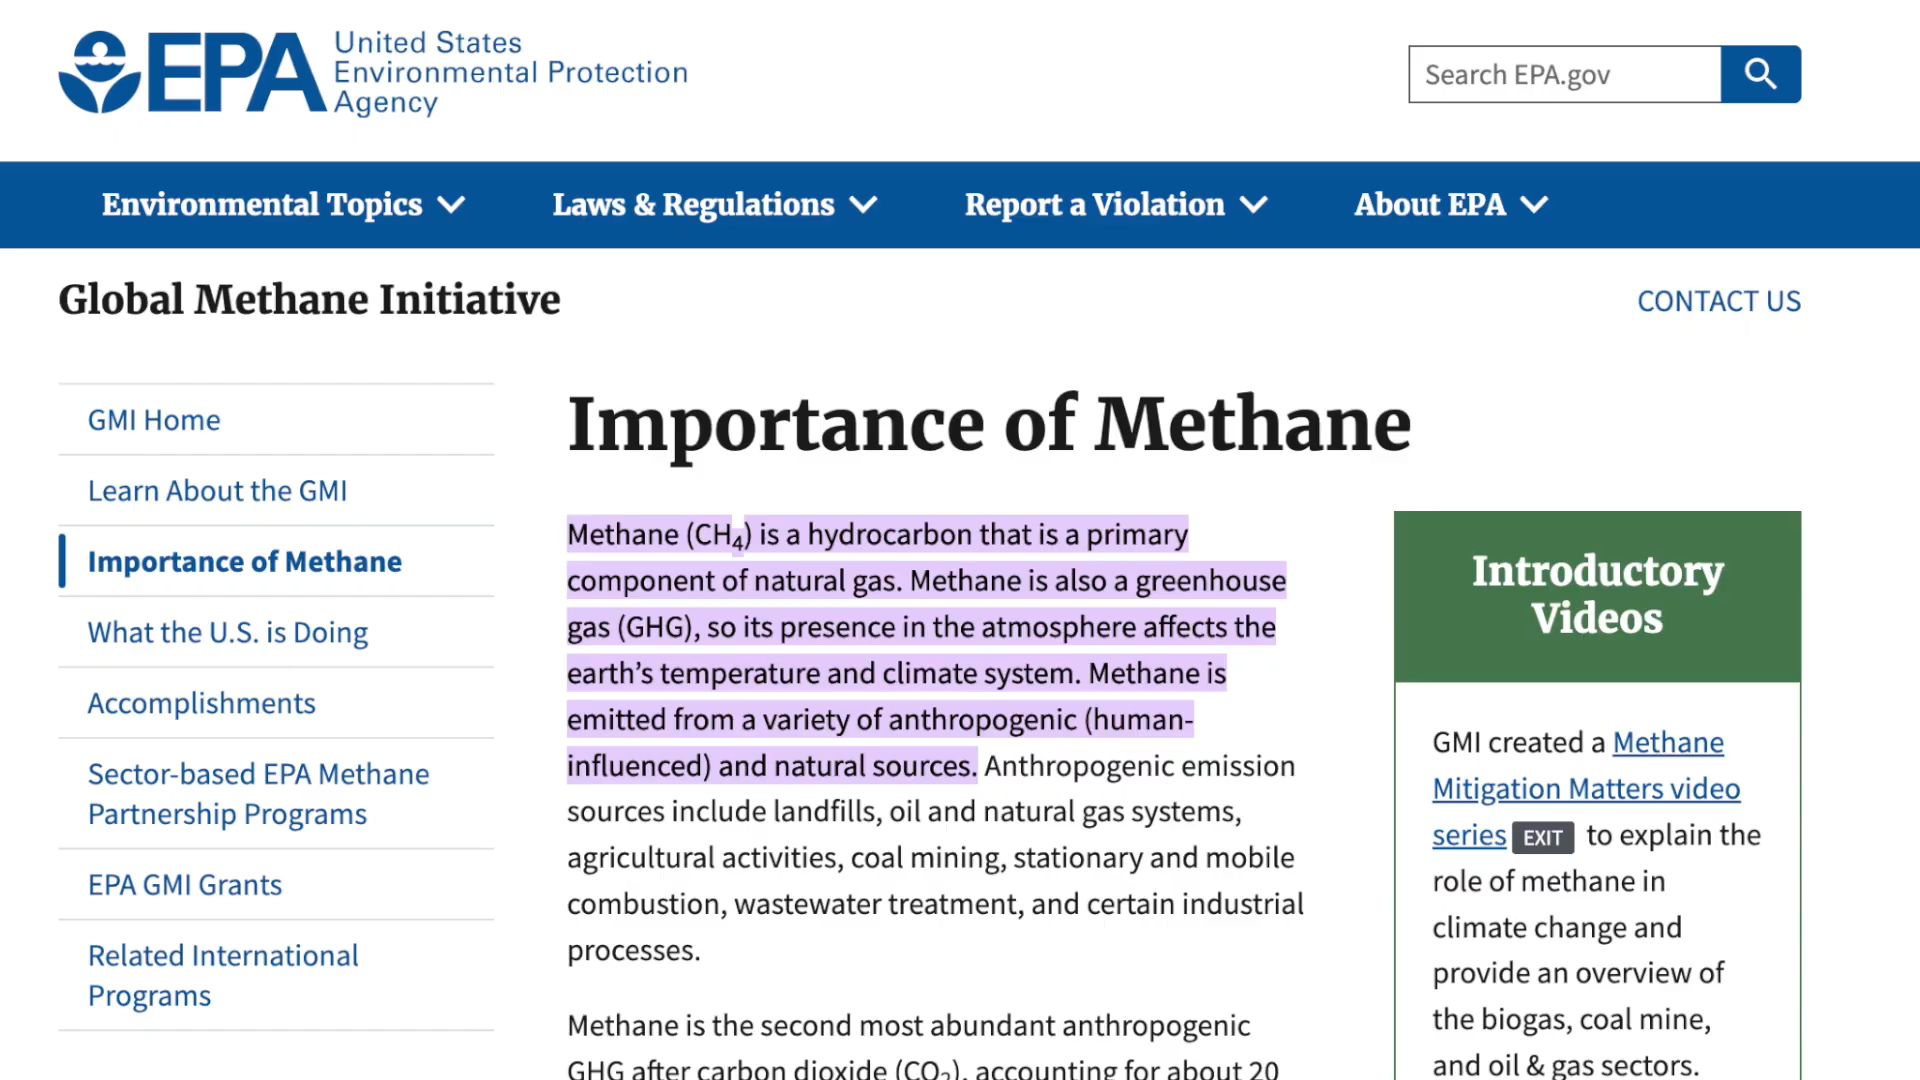 EPA
United States
Environmental Protection
Agency
Search EPA.gov
Environmental Topics
Laws & Regulations
Report a Violation
About EPA
Global Methane Initiative
CONTACT US
GMI Home
Learn About the GMI
Importance of Methane
What the U.S. is Doing
Accomplishments
Sector-based EPA Methane
Partnership Programs
EPA GMI Grants
Related International
Programs
Importance of Methane
Methane (CH₄) is a hydrocarbon that is a primary
component of natural gas. Methane is also a greenhouse
gas (GHG), so its presence in the atmosphere affects the
earth’s temperature and climate system. Methane is
emitted from a variety of anthropogenic (human-
influenced) and natural sources. Anthropogenic emission
sources include landfills, oil and natural gas systems,
agricultural activities, coal mining, stationary and mobile
combustion, wastewater treatment, and certain industrial
processes.
Methane is the second most abundant anthropogenic
GHG after carbon dioxide (CO₂), accounting for about 20
Introductory
Videos
GMI created a Methane
Mitigation Matters video
series EXIT to explain the
role of methane in
climate change and
provide an overview of
the biogas, coal mine,
and oil & gas sectors.